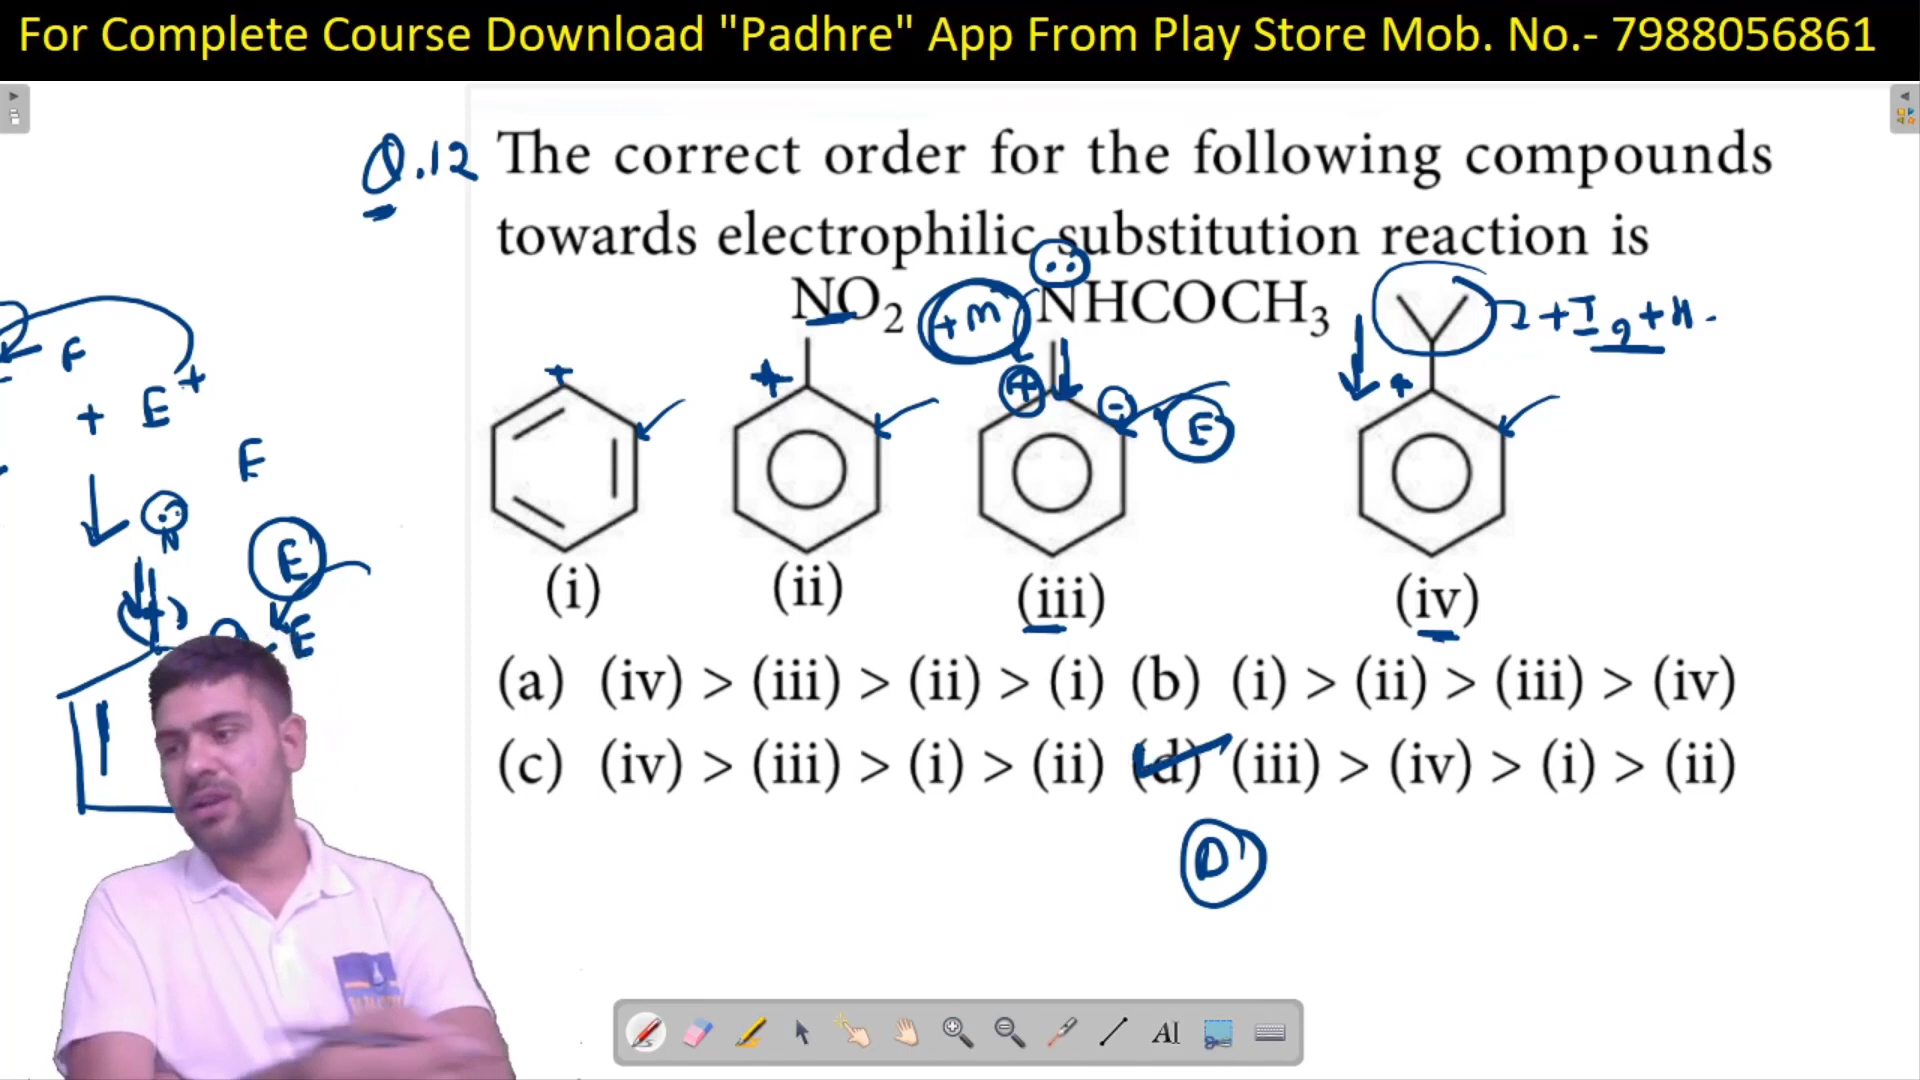 For Complete Course Download "Padhre" App From Play Store Mob. No.- 7988056861
Q.12 The correct order for the following compounds
towards electrophilic substitution reaction is
NO2 +m NHCOCH3 +I9+H.
F
+ E+
E
N
E
E
+ + + - E +
(i) (ii) (iii) (iv)
(a) (iv) > (iii) > (ii) > (i) (b) (i) > (ii) > (iii) > (iv)
(c) (iv) > (iii) > (i) > (ii) (d) (iii) > (iv) > (i) > (ii)
D
AI